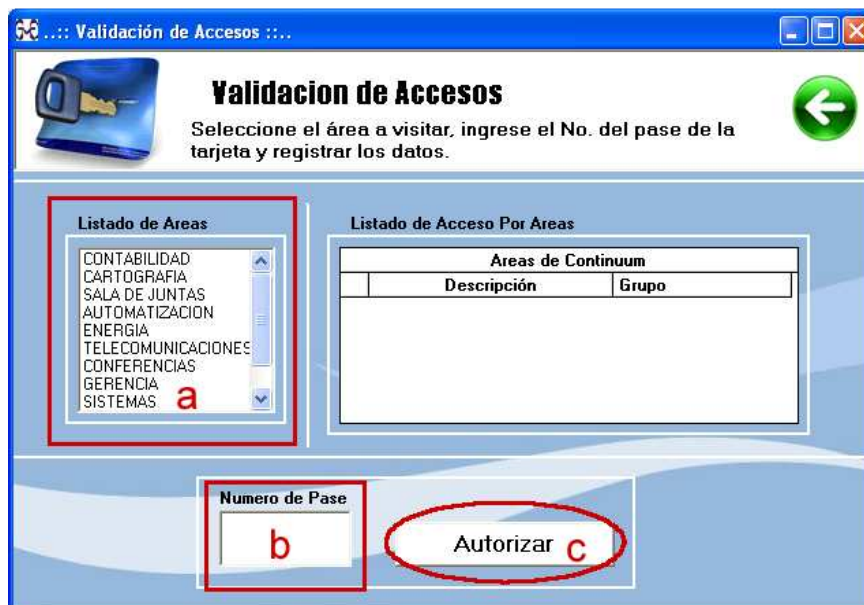 ..:: Validación de Accesos ::..
Validacion de Accesos
Seleccione el área a visitar, ingrese el No. del pase de la
tarjeta y registrar los datos.
Listado de Areas
CONTABILIDAD
CARTOGRAFIA
SALA DE JUNTAS
AUTOMATIZACION
ENERGIA
TELECOMUNICACIONES
CONFERENCIAS
GERENCIA
SISTEMAS
a
Listado de Acceso Por Areas
Areas de Continuum
Descripción Grupo
Numero de Pase
b
Autorizar c